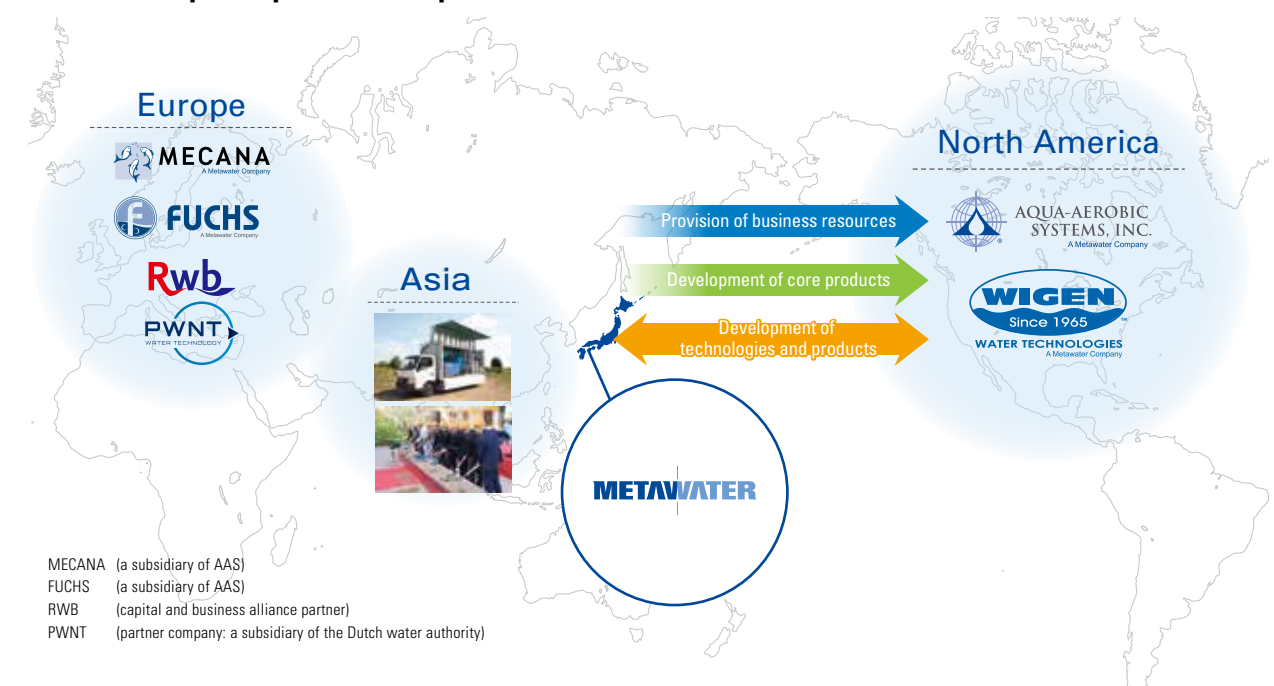 Europe
MECANA
A Metawater Company
FUCHS
A Metawater Company
Rwb
PWNT
WATER TECHNOLOGY
Asia
Provision of business resources
Development of core products
Development of
technologies and products
METAWATER
North America
AQUA-AEROBIC
SYSTEMS, INC.
A Metawater Company
WIGEN
Since 1965
WATER TECHNOLOGIES
A Metawater Company
MECANA (a subsidiary of AAS)
FUCHS (a subsidiary of AAS)
RWB (capital and business alliance partner)
PWNT (partner company: a subsidiary of the Dutch water authority)